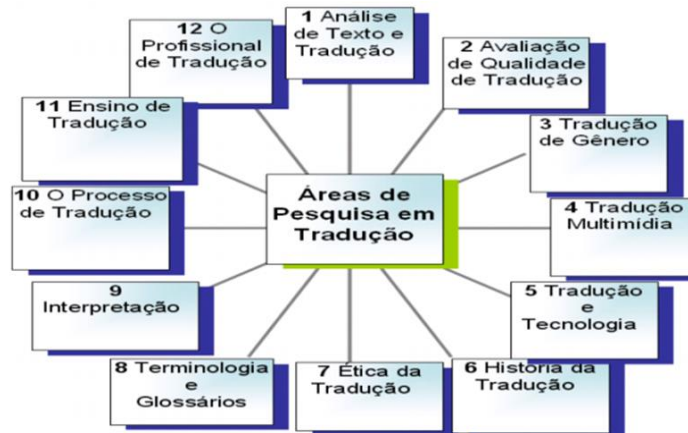 Áreas de
Pesquisa em
Tradução
1 Análise
de Texto e
Tradução
2 Avaliação
de Qualidade
de Tradução
3 Tradução
de Gênero
4 Tradução
Multimídia
5 Tradução
e
Tecnologia
6 História da
Tradução
7 Ética da
Tradução
8 Terminologia
e
Glossários
9
Interpretação
10 O Processo
de Tradução
11 Ensino de
Tradução
12 O
Profissional
de Tradução